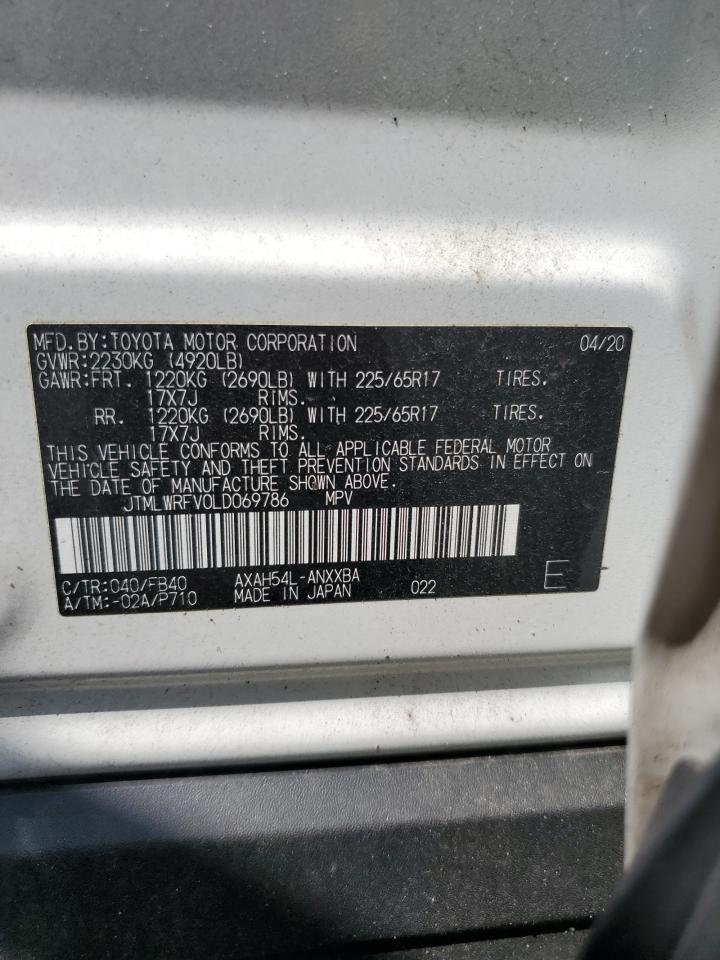 MFD.BY:TOYOTA MOTOR CORPORATION 04/20
GVWR:2230KG (4920LB)
GAWR:FRT. 1220KG (2690LB) WITH 225/65R17 TIRES.
17X7J RIMS.
RR. 1220KG (2690LB) WITH 225/65R17 TIRES.
17X7J RIMS.
THIS VEHICLE CONFORMS TO ALL APPLICABLE FEDERAL MOTOR
VEHICLE SAFETY AND THEFT PREVENTION STANDARDS IN EFFECT ON
THE DATE OF MANUFACTURE SHOWN ABOVE.
JTMLWRFV0LD069786 MPV
C/TR:040/FB40 AXAH54L-ANXXBA E
A/TM:-02A/P710 MADE IN JAPAN 022